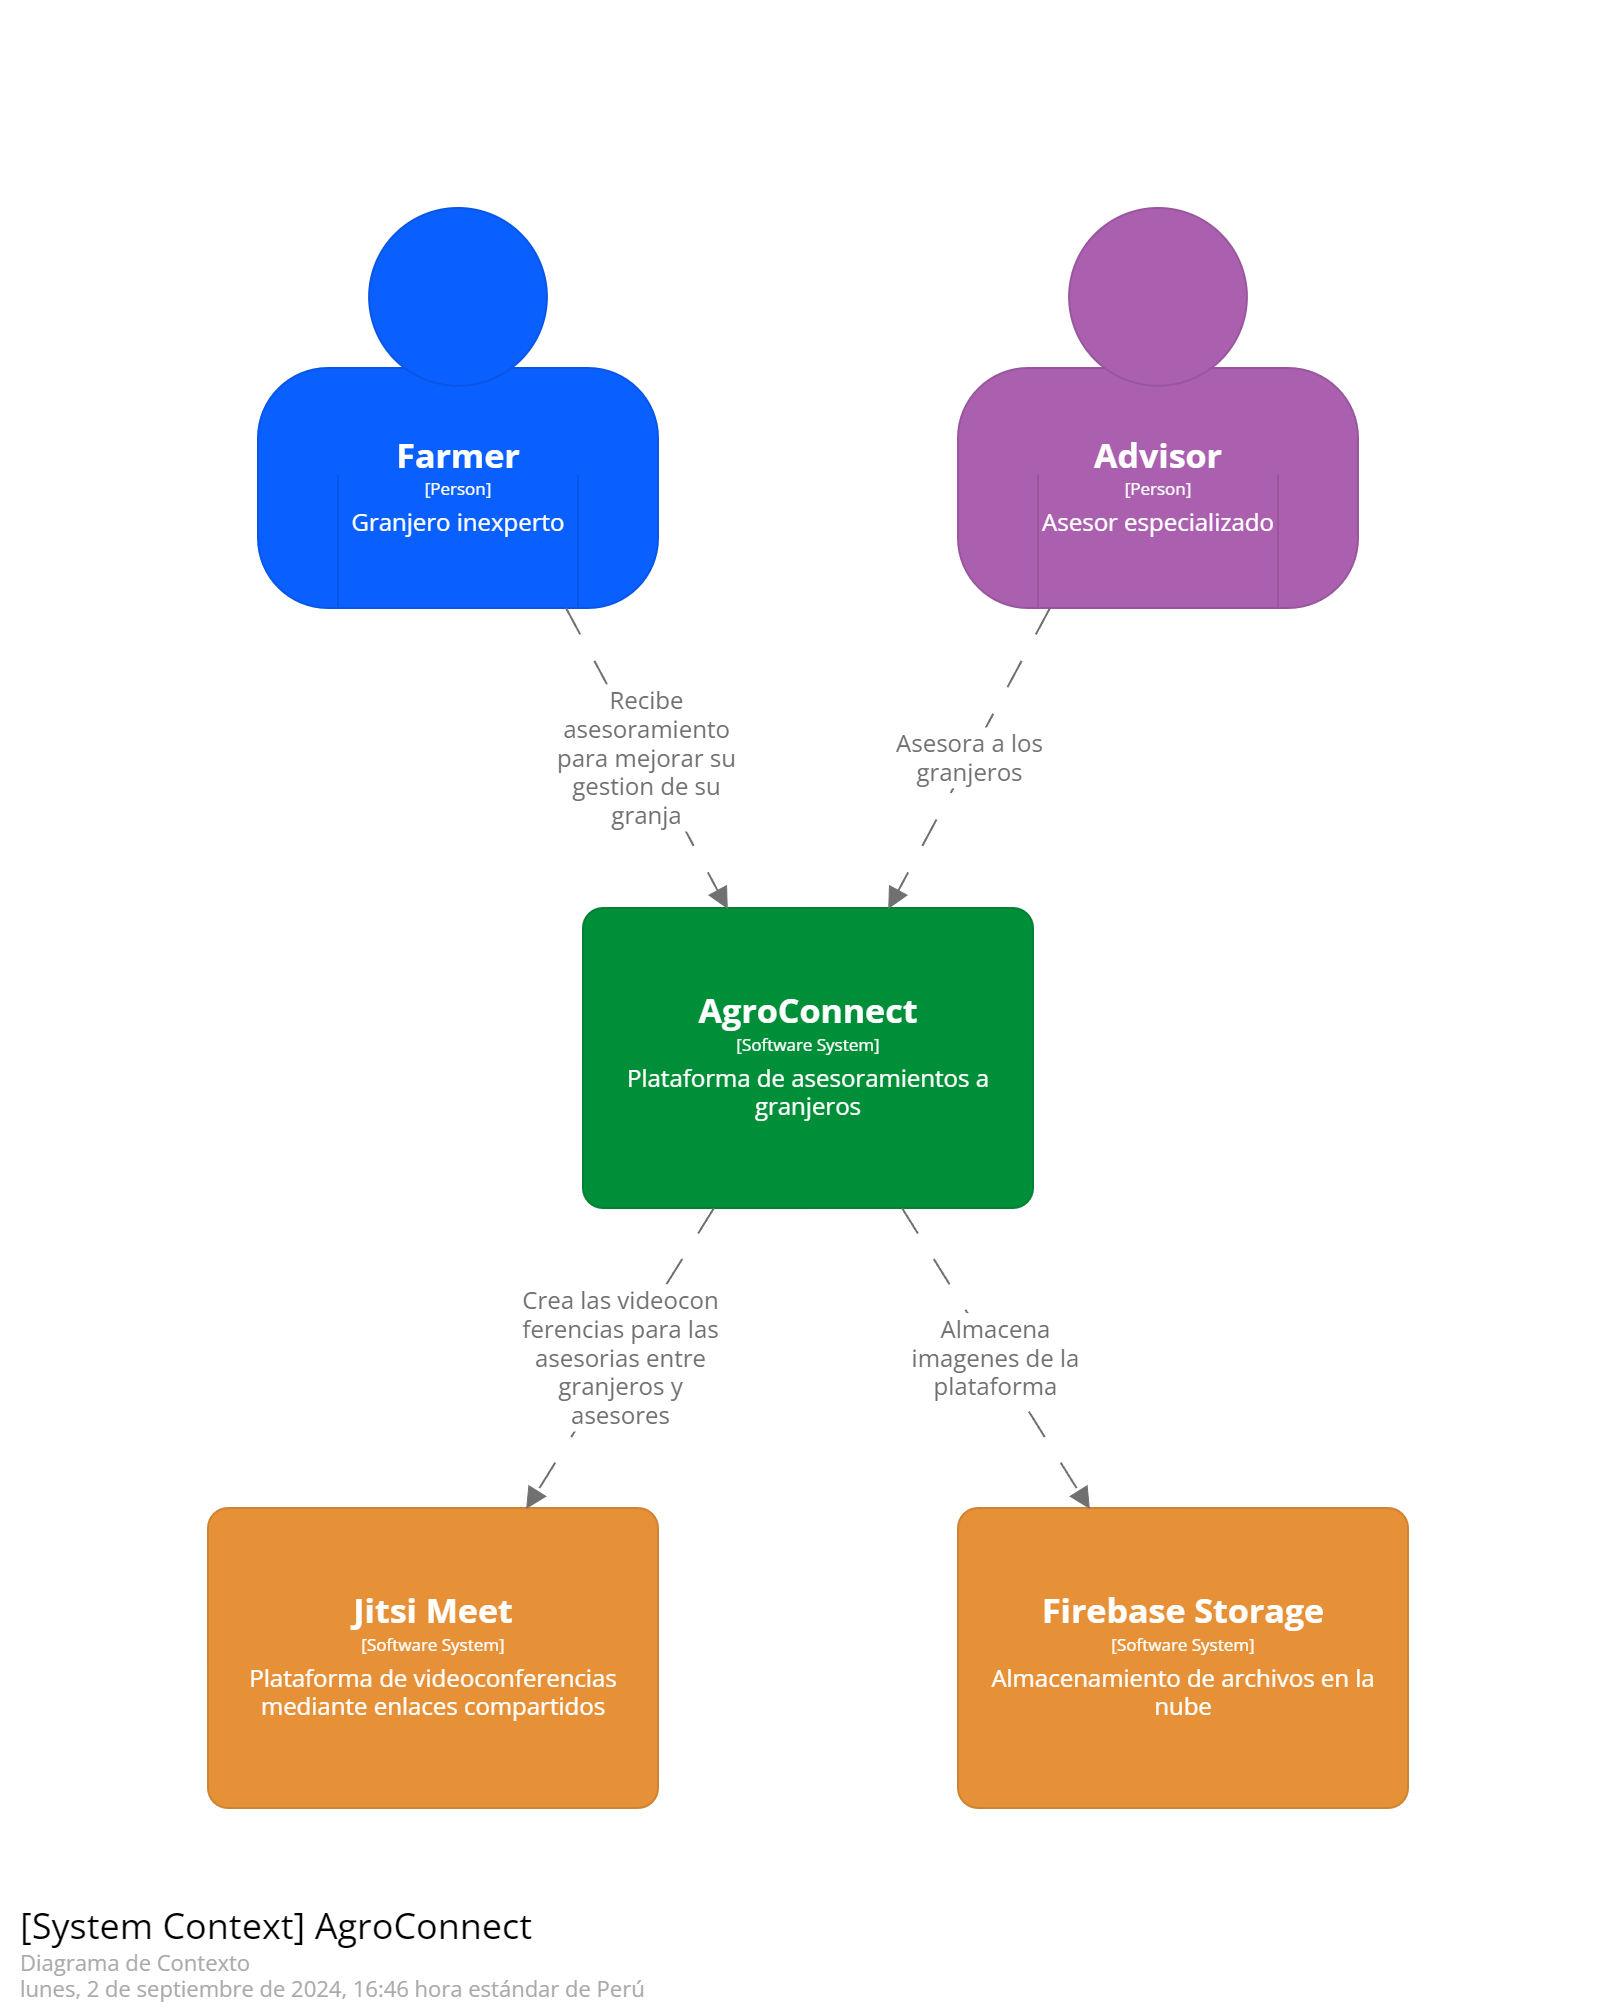 Farmer
[Person]
Granjero inexperto
Advisor
[Person]
Asesor especializado
Recibe
asesoramiento
para mejorar su
gestion de su
granja
Asesora a los
granjeros
AgroConnect
[Software System]
Plataforma de asesoramientos a
granjeros
Crea las videocon
ferencias para las
asesorias entre
granjeros y
asesores
Almacena
imagenes de la
plataforma
Jitsi Meet
[Software System]
Plataforma de videoconferencias
mediante enlaces compartidos
Firebase Storage
[Software System]
Almacenamiento de archivos en la
nube
[System Context] AgroConnect
Diagrama de Contexto
lunes, 2 de septiembre de 2024, 16:46 hora estándar de Perú